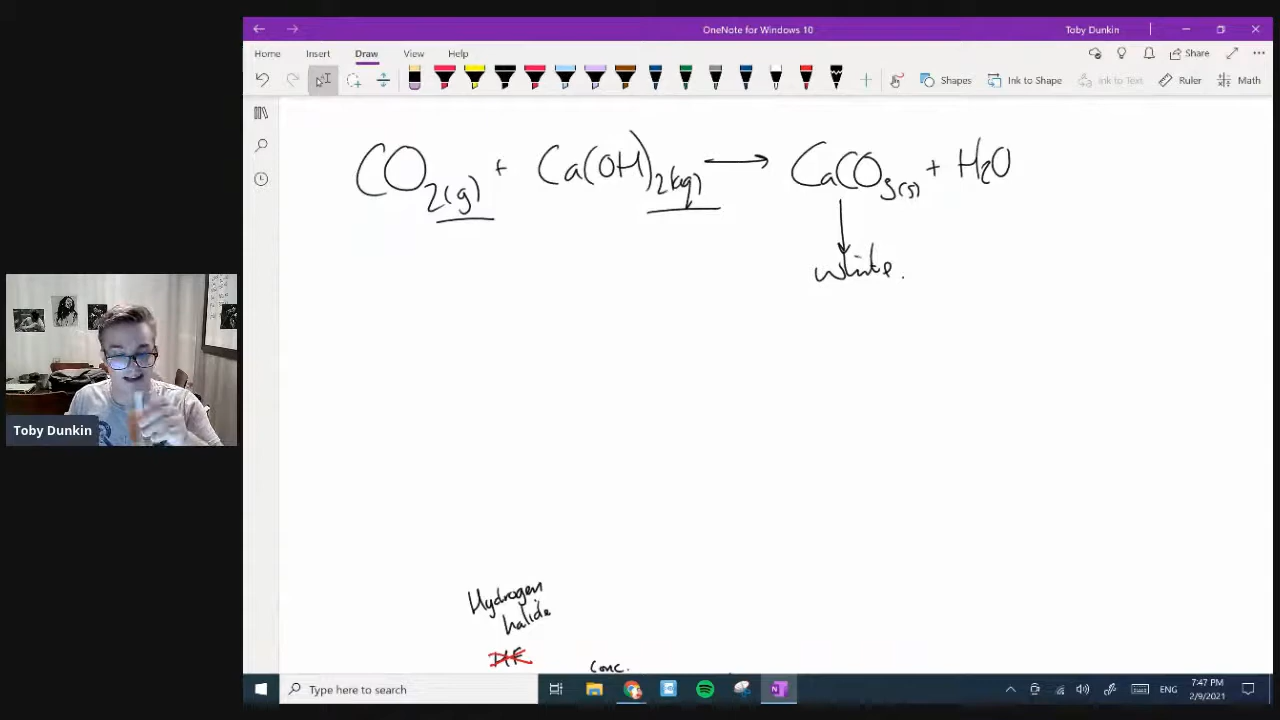 OneNote for Windows 10
Toby Dunkin
Home Insert Draw View Help
Share
Shapes Ink to Shape Ink to Text Ruler Math
CO2(g) + Ca(OH)2(aq) → CaCO3(s) + H2O
white.
Toby Dunkin
Hydrogen
halide
HF
Conc.
Type here to search
ENG
7:47 PM
2/9/2021